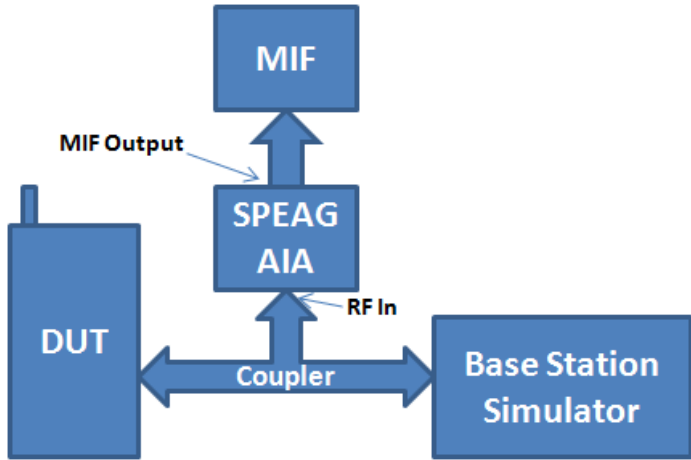 MIF
MIF Output
SPEAG
AIA
RF In
DUT
Coupler
Base Station
Simulator